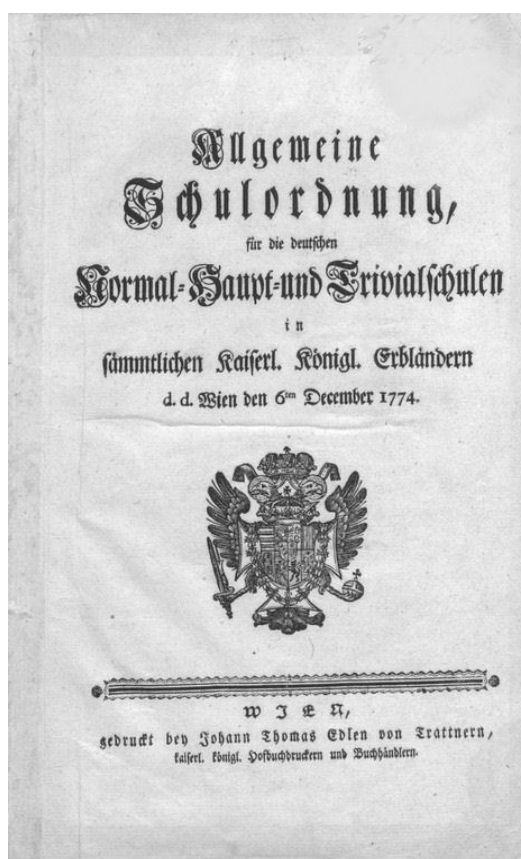 Allgemeine
Schulordnung,
für die deutschen
Normal-Haupt-und Trivialschulen
in
sämmtlichen Kaiserl. Königl. Erbländern
d. d. Wien den 6ten December 1774.
WIEN,
gedruckt bey Johann Thomas Edlen von Trattnern,
kaiserl. königl. Hofbuchdruckern und Buchhändlern.